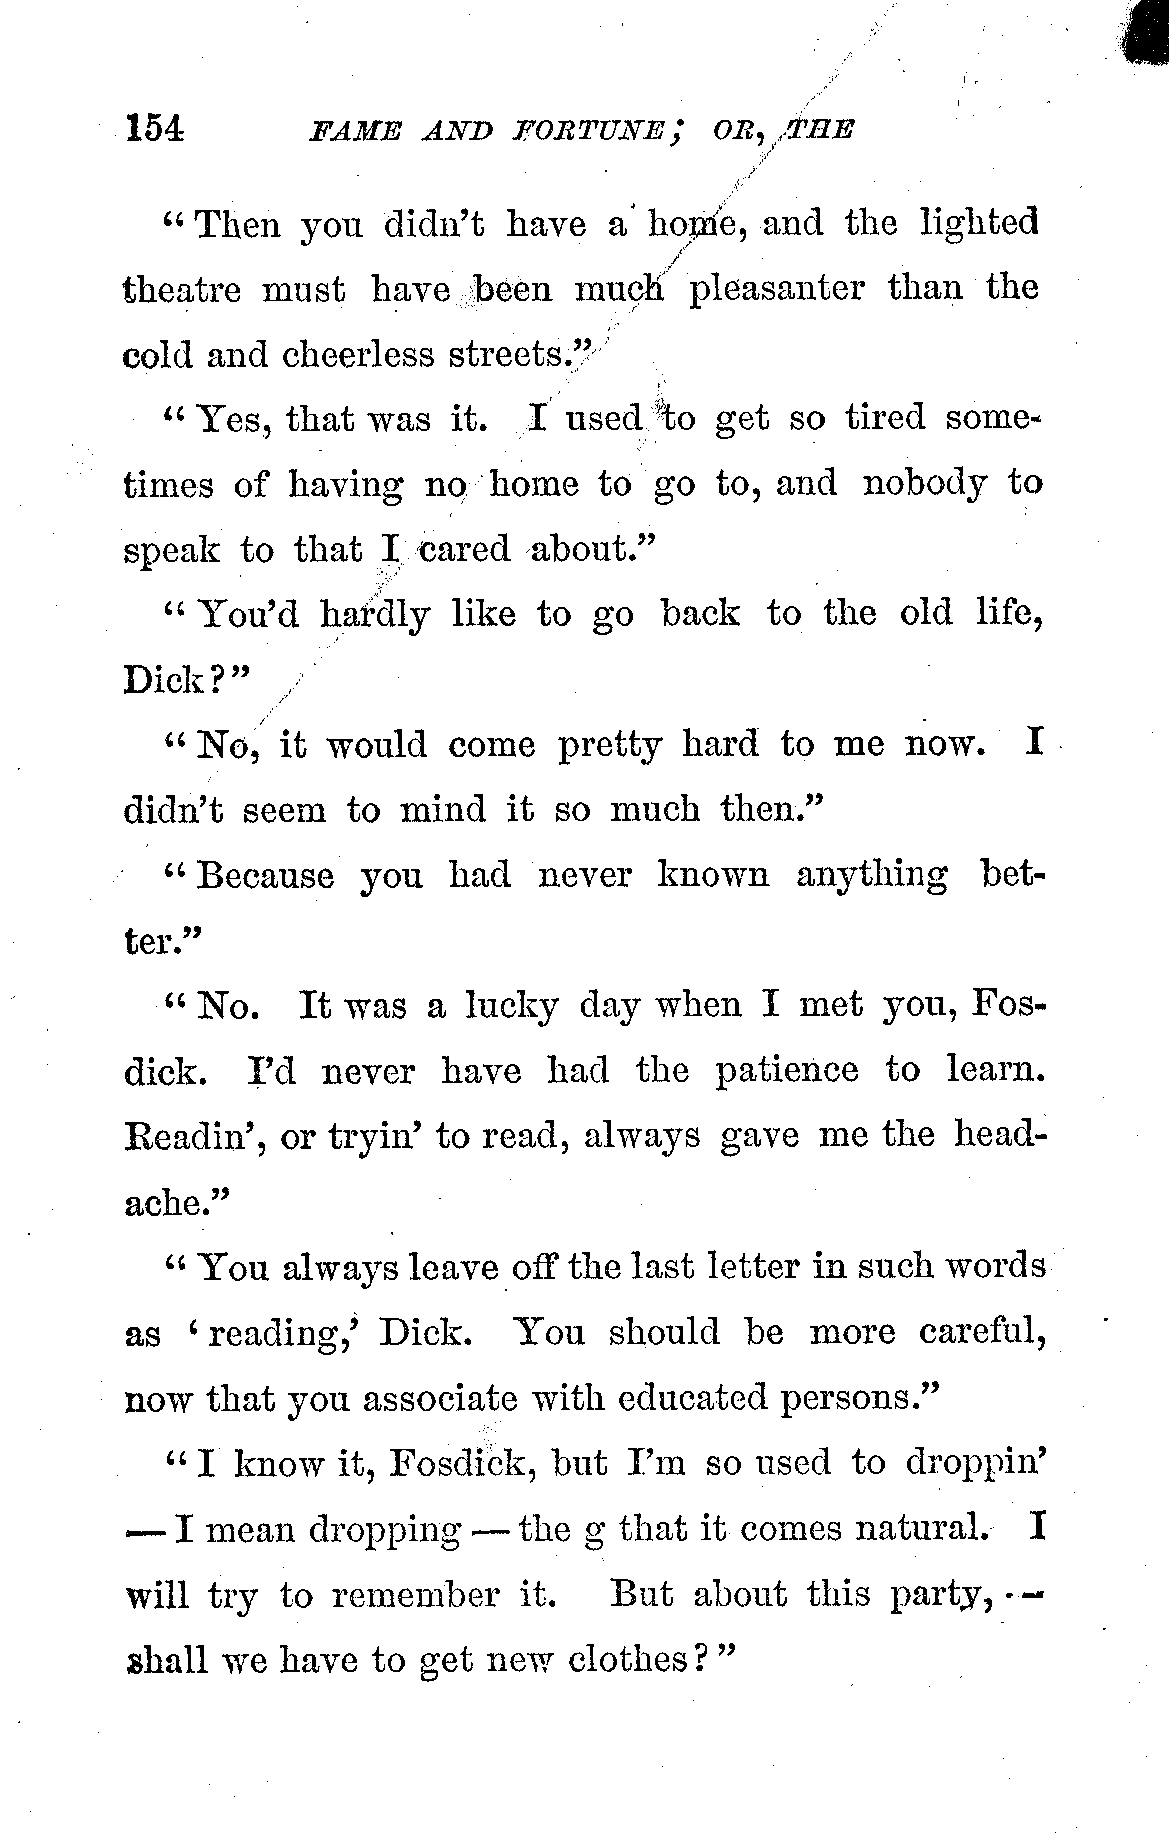 154 FAME AND FORTUNE; OR, THE
“Then you didn’t have a home, and the lighted
theatre must have been much pleasanter than the
cold and cheerless streets.”
“Yes, that was it. I used to get so tired some-
times of having no home to go to, and nobody to
speak to that I cared about.”
“You’d hardly like to go back to the old life,
Dick?”
“No, it would come pretty hard to me now. I
didn’t seem to mind it so much then.”
“Because you had never known anything bet-
ter.”
“No. It was a lucky day when I met you, Fos-
dick. I’d never have had the patience to learn.
Readin’, or tryin’ to read, always gave me the head-
ache.”
“You always leave off the last letter in such words
as ‘reading,’ Dick. You should be more careful,
now that you associate with educated persons.”
“I know it, Fosdick, but I’m so used to droppin’
— I mean dropping — the g that it comes natural. I
will try to remember it. But about this party, —
shall we have to get new clothes?”